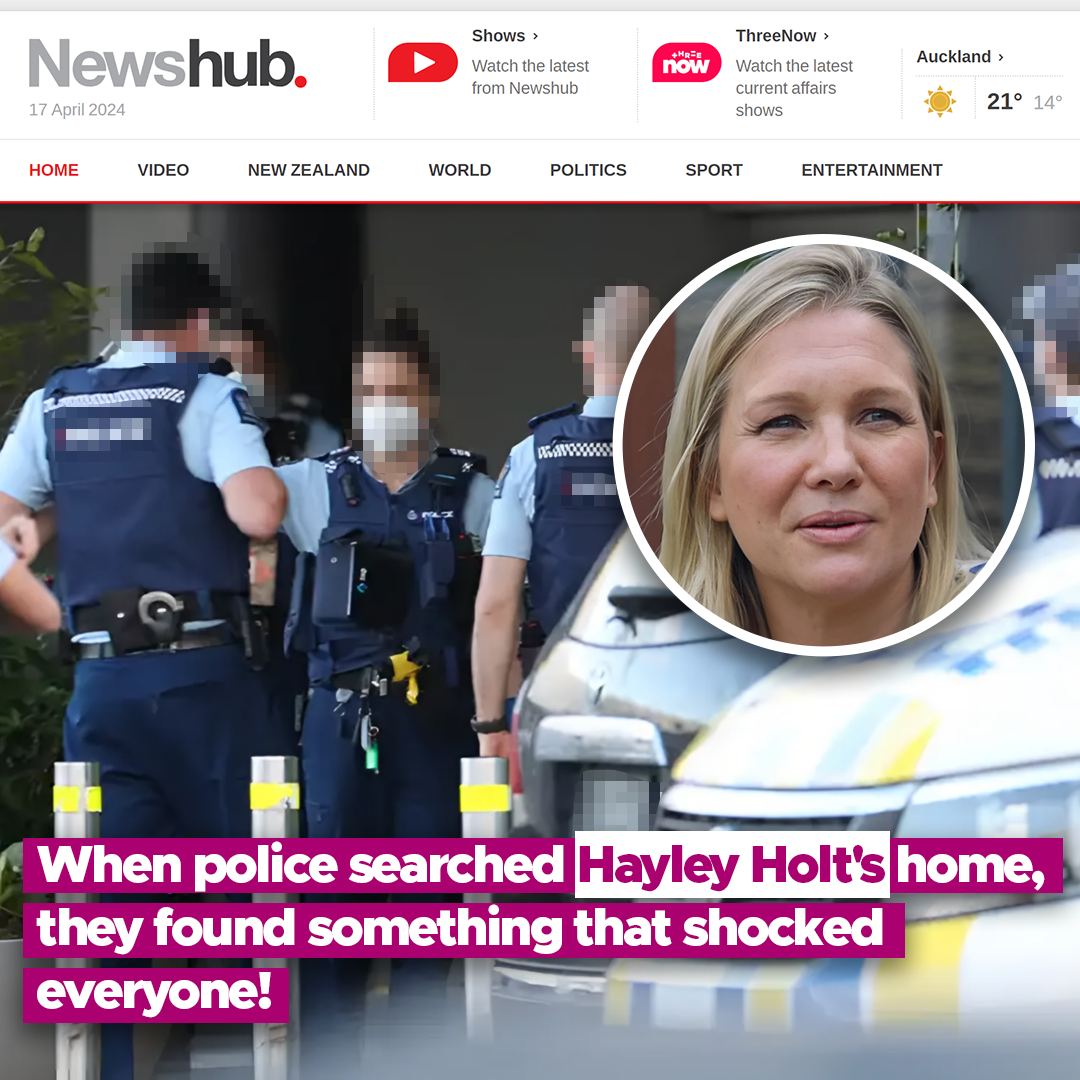 Newshub.
17 April 2024
Shows ›
Watch the latest
from Newshub
THREE
now
ThreeNow ›
Watch the latest
current affairs
shows
Auckland ›
21° 14°
HOME VIDEO NEW ZEALAND WORLD POLITICS SPORT ENTERTAINMENT
When police searched Hayley Holt's home,
they found something that shocked
everyone!